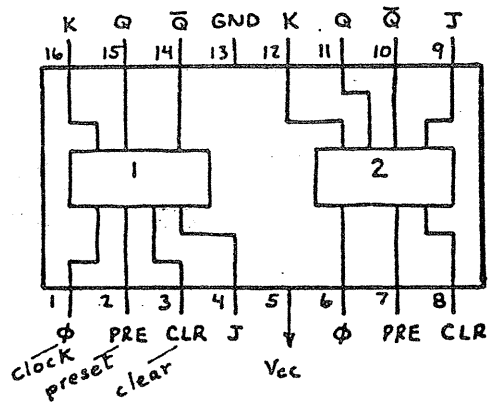 K Q Q̅ GND K Q Q̅ J
16 15 14 13 12 11 10 9
1 2
1 2 3 4 5 6 7 8
ϕ PRE CLR J Vcc ϕ PRE CLR
clock preset clear